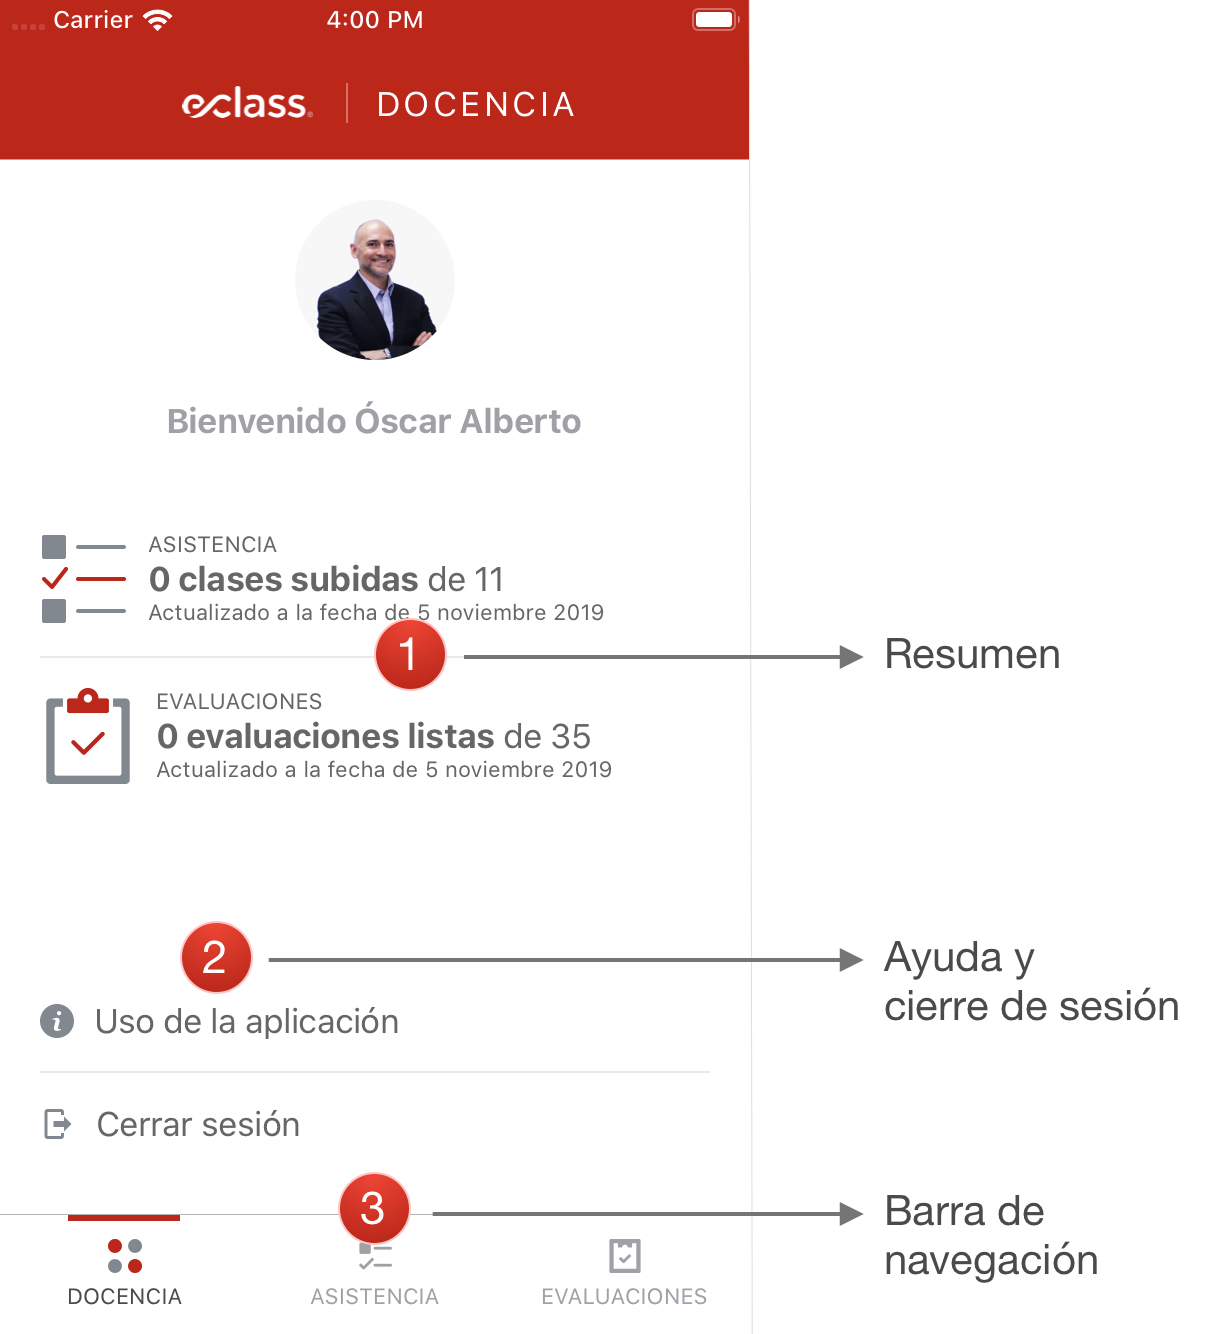 Carrier 4:00 PM
eclass | DOCENCIA
Bienvenido Óscar Alberto
ASISTENCIA
0 clases subidas de 11
Actualizado a la fecha de 5 noviembre 2019
1 Resumen
EVALUACIONES
0 evaluaciones listas de 35
Actualizado a la fecha de 5 noviembre 2019
2 Ayuda y
cierre de sesión
Uso de la aplicación
Cerrar sesión
3 Barra de
navegación
DOCENCIA ASISTENCIA EVALUACIONES